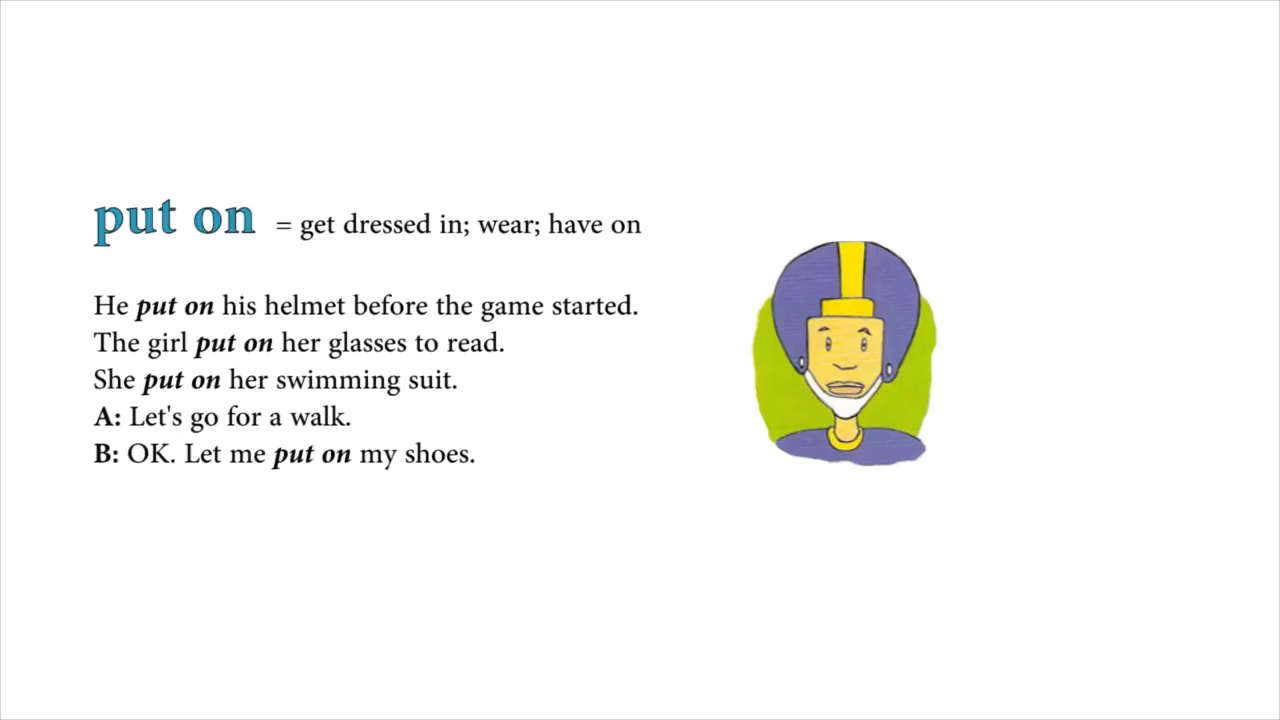 put on = get dressed in; wear; have on
He put on his helmet before the game started.
The girl put on her glasses to read.
She put on her swimming suit.
A: Let's go for a walk.
B: OK. Let me put on my shoes.